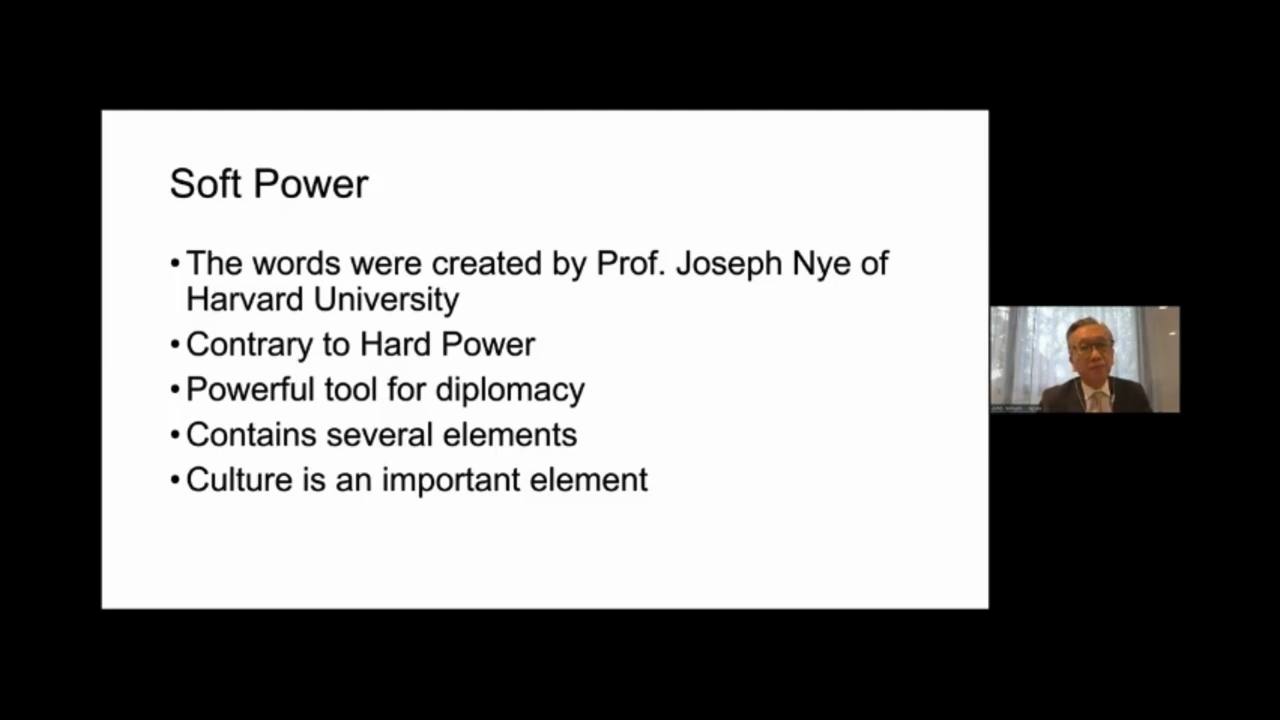 Soft Power
•The words were created by Prof. Joseph Nye of
Harvard University
•Contrary to Hard Power
•Powerful tool for diplomacy
•Contains several elements
•Culture is an important element